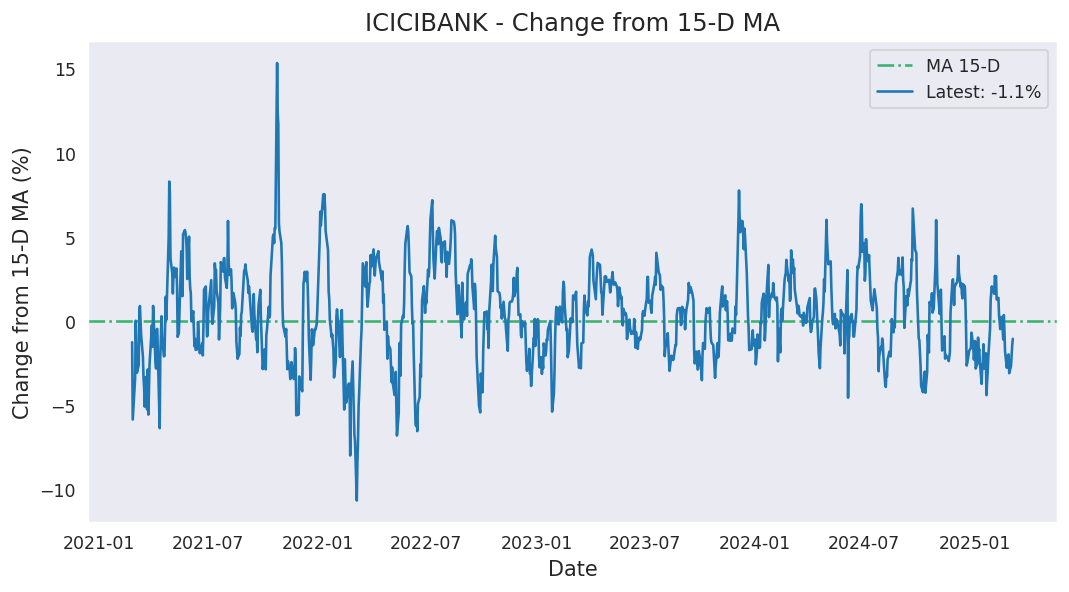 ICICIBANK - Change from 15-D MA
MA 15-D
Latest: -1.1%
Change from 15-D MA (%)
15
10
5
0
−5
−10
2021-01 2021-07 2022-01 2022-07 2023-01 2023-07 2024-01 2024-07 2025-01
Date